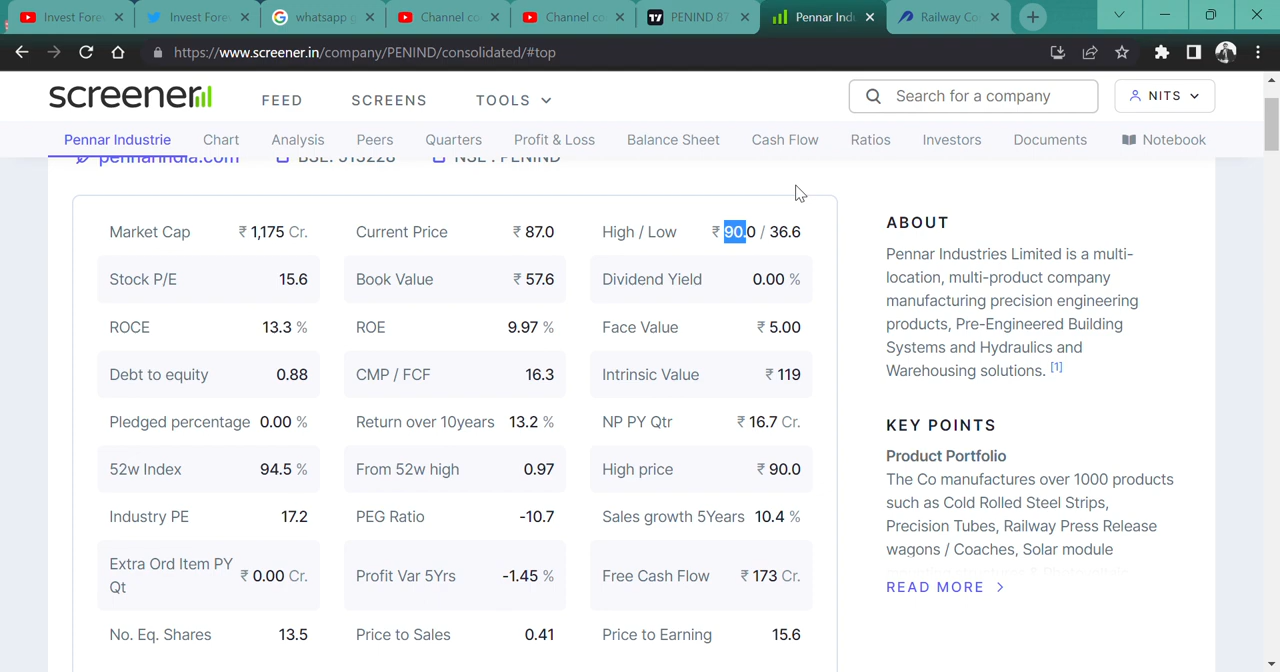 Invest Fore
Invest Fore
whatsapp g
Channel co
Channel co
PENIND 87
Pennar Indu
Railway Co
https://www.screener.in/company/PENIND/consolidated/#top
screener
FEED
SCREENS
TOOLS
Search for a company
NITS
Pennar Industrie
Chart
Analysis
Peers
Quarters
Profit & Loss
Balance Sheet
Cash Flow
Ratios
Investors
Documents
Notebook
pennarindia.com
BSE: 513228
NSE : PENIND
Market Cap ₹ 1,175 Cr.
Current Price ₹ 87.0
High / Low ₹ 90.0 / 36.6
Stock P/E 15.6
Book Value ₹ 57.6
Dividend Yield 0.00 %
ROCE 13.3 %
ROE 9.97 %
Face Value ₹ 5.00
Debt to equity 0.88
CMP / FCF 16.3
Intrinsic Value ₹ 119
Pledged percentage 0.00 %
Return over 10years 13.2 %
NP PY Qtr ₹ 16.7 Cr.
52w Index 94.5 %
From 52w high 0.97
High price ₹ 90.0
Industry PE 17.2
PEG Ratio -10.7
Sales growth 5Years 10.4 %
Extra Ord Item PY
Qt ₹ 0.00 Cr.
Profit Var 5Yrs -1.45 %
Free Cash Flow ₹ 173 Cr.
No. Eq. Shares 13.5
Price to Sales 0.41
Price to Earning 15.6
ABOUT
Pennar Industries Limited is a multi-
location, multi-product company
manufacturing precision engineering
products, Pre-Engineered Building
Systems and Hydraulics and
Warehousing solutions. [1]
KEY POINTS
Product Portfolio
The Co manufactures over 1000 products
such as Cold Rolled Steel Strips,
Precision Tubes, Railway Press Release
wagons / Coaches, Solar module
READ MORE